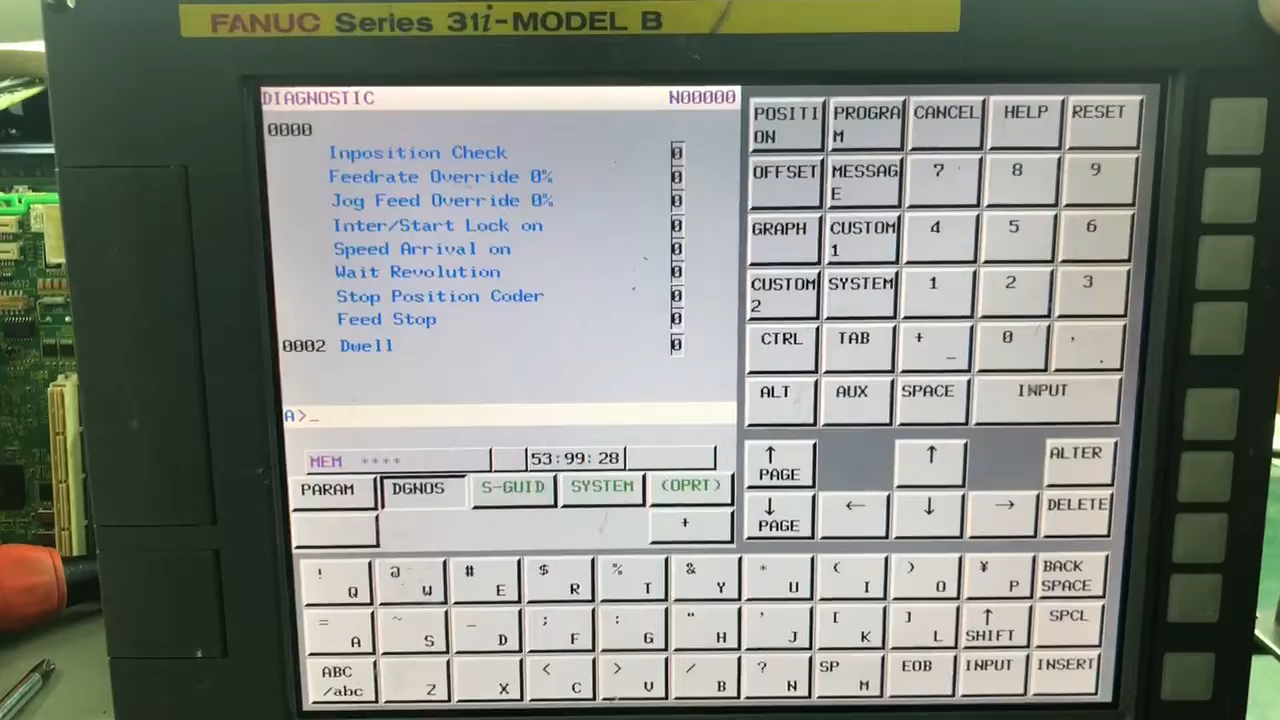 FANUC Series 31i-MODEL B
DIAGNOSTIC N00000
0000
Inposition Check 0
Feedrate Override 0% 0
Jog Feed Override 0% 0
Inter/Start Lock on 0
Speed Arrival on 0
Wait Revolution 0
Stop Position Coder 0
Feed Stop 0
0002 Dwell 0
A>_
MEM **** 53:99:28
PARAM DGNOS S-GUID SYSTEM (OPRT)
+
POSITI
ON
PROGRA
M
CANCEL
HELP
RESET
OFFSET
MESSAG
E
7
8
9
GRAPH
CUSTOM
1
4
5
6
CUSTOM
2
SYSTEM
1
2
3
CTRL
TAB
+ _
0
, .
ALT
AUX
SPACE
INPUT
↑
PAGE
↑
ALTER
↓
PAGE
←
↓
→
DELETE
! Q
@ W
# E
$ R
% T
& Y
* U
( I
) O
¥ P
BACK
SPACE
= A
~ S
_ D
; F
: G
" H
' J
[ K
] L
↑
SHIFT
SPCL
ABC
/abc
Z
X
< C
> V
/ B
? N
SP M
EOB
INPUT
INSERT